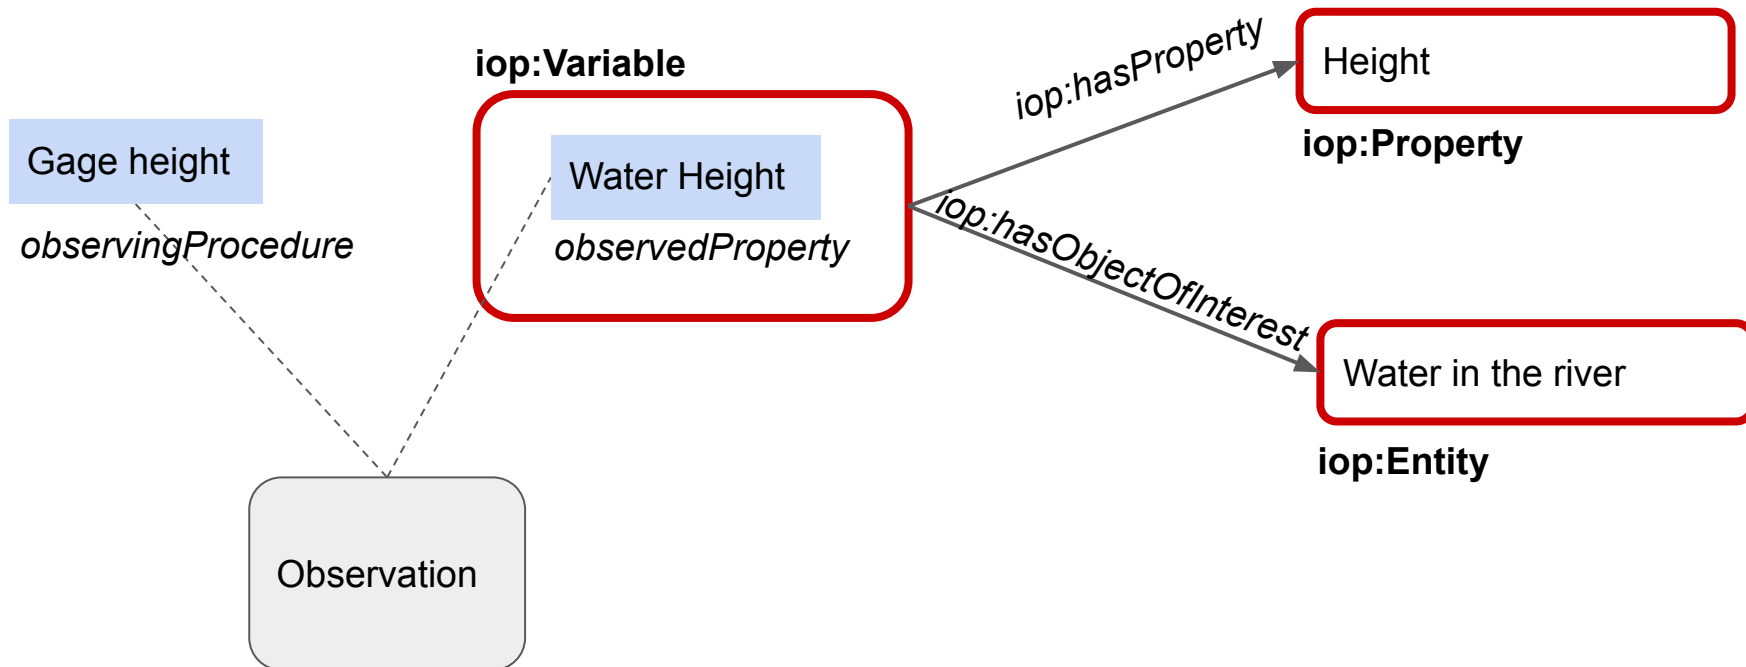 iop:Variable
Gage height
observingProcedure
Water Height
observedProperty
Observation
iop:hasProperty
Height
iop:Property
iop:hasObjectOfInterest
Water in the river
iop:Entity